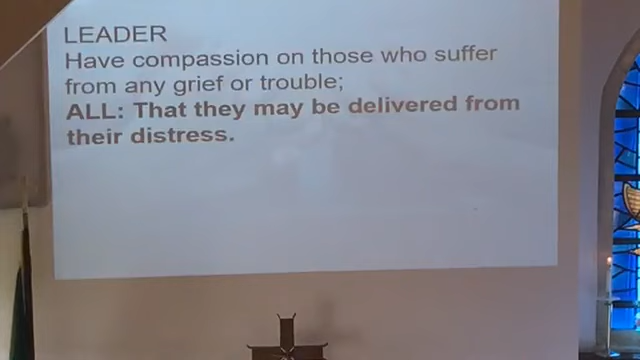 LEADER
Have compassion on those who suffer
from any grief or trouble;
ALL: That they may be delivered from
their distress.